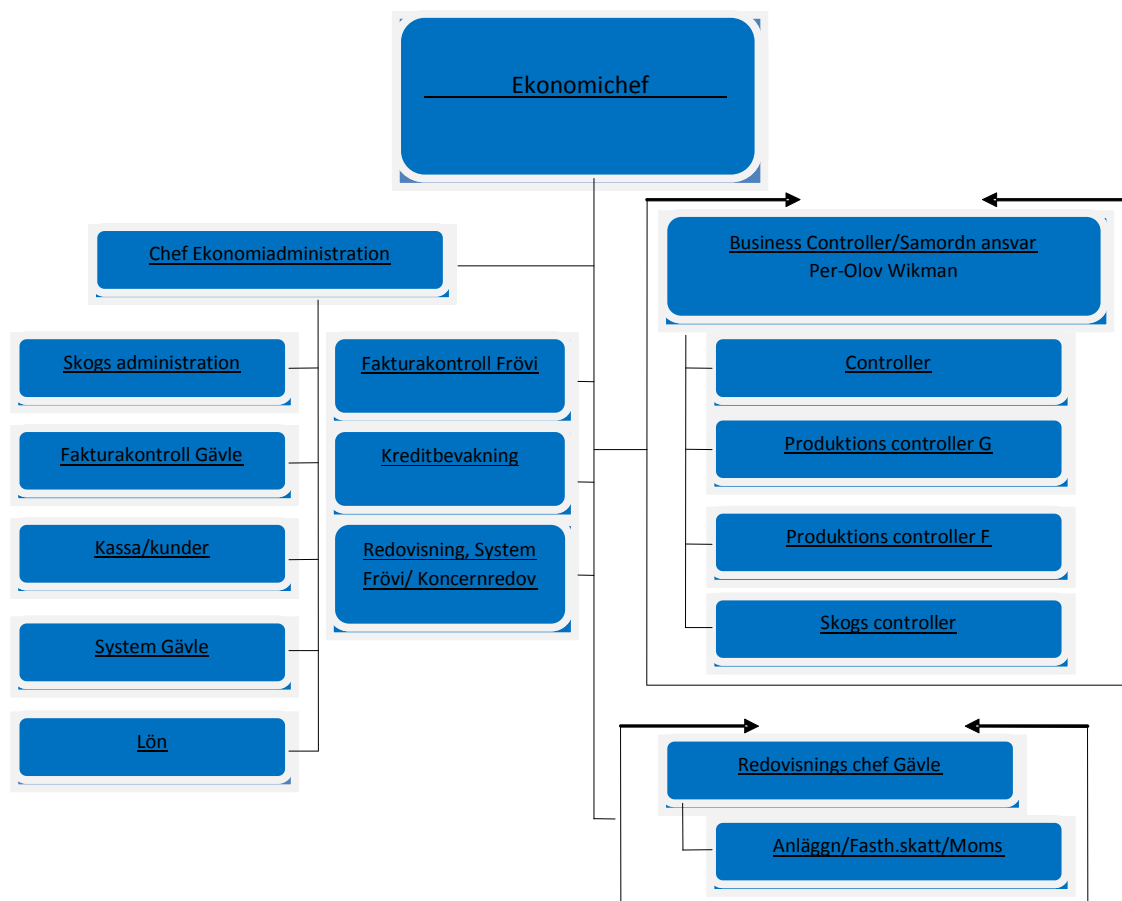 Ekonomichef
Chef Ekonomiadministration
Business Controller/Samordn ansvar
Per-Olov Wikman
Skogs administration
Fakturakontroll Gävle
Kassa/kunder
System Gävle
Lön
Fakturakontroll Frövi
Kreditbevakning
Redovisning, System
Frövi/ Koncernredov
Controller
Produktions controller G
Produktions controller F
Skogs controller
Redovisnings chef Gävle
Anläggn/Fasth.skatt/Moms